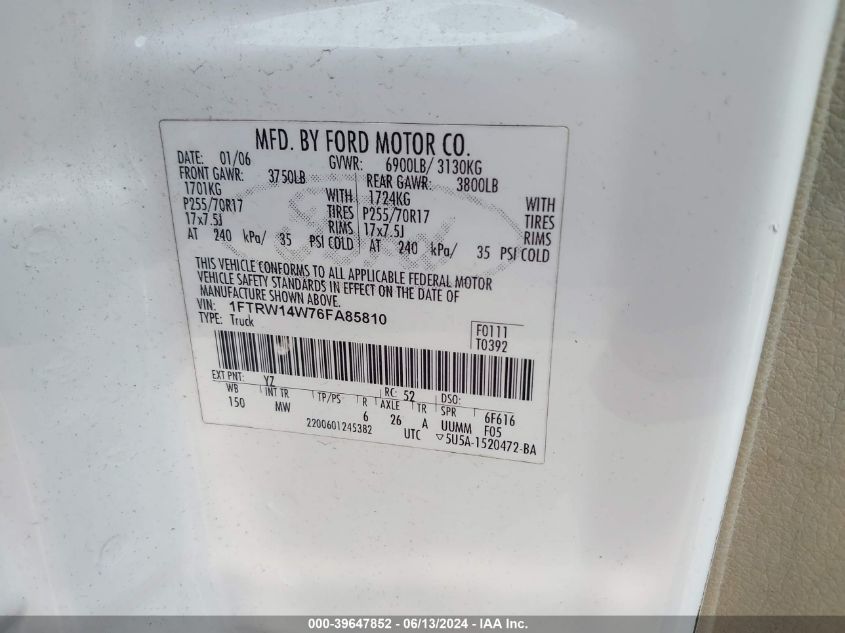 MFD. BY FORD MOTOR CO.
DATE: 01/06 GVWR: 6900LB/ 3130KG
FRONT GAWR: 3750LB REAR GAWR: 3800LB
1701KG WITH 1724KG WITH
P255/70R17 TIRES P255/70R17 TIRES
17x7.5J RIMS 17x7.5J RIMS
AT 240 kPa/ 35 PSI COLD AT 240 kPa/ 35 PSI COLD
THIS VEHICLE CONFORMS TO ALL APPLICABLE FEDERAL MOTOR
VEHICLE SAFETY STANDARDS IN EFFECT ON THE DATE OF
MANUFACTURE SHOWN ABOVE.
VIN: 1FTRW14W76FA85810 F0111
TYPE: Truck T0392
EXT PNT: YZ RC: 52 DSO:
WB INT TR TP/PS R AXLE TR SPR 6F616
150 MW 6 26 A UUMM F05
2200601245382 UTC ▽5U5A-1520472-BA
000-39647852 / 06/13/2024 - IAA Inc.